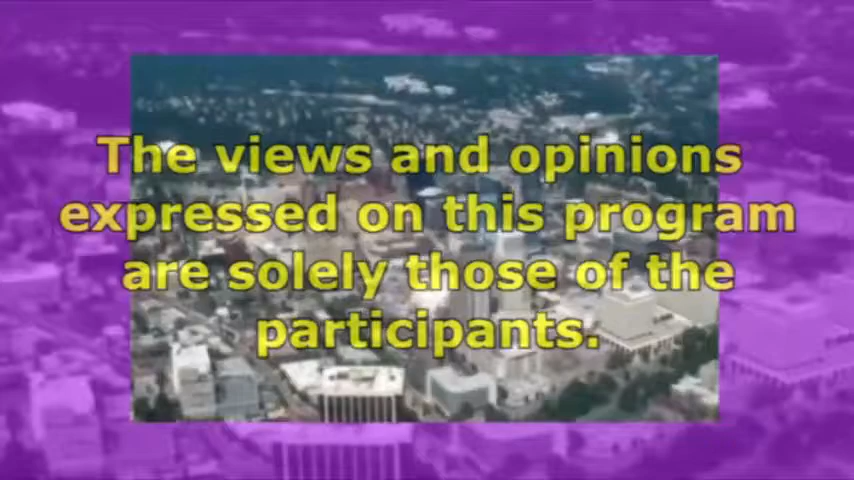 The views and opinions
expressed on this program
are solely those of the
participants.